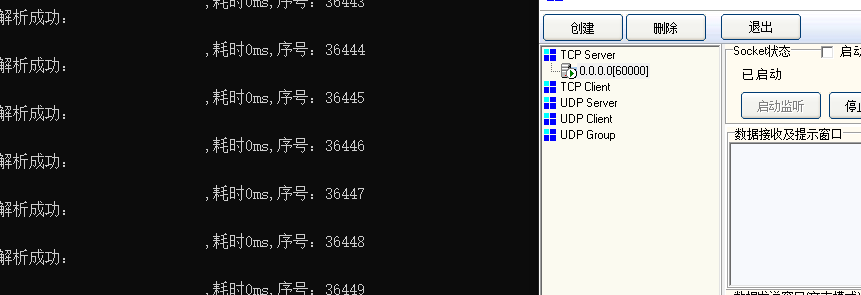 ,耗时0ms,序号：36443
解析成功：
,耗时0ms,序号：36444
解析成功：
,耗时0ms,序号：36445
解析成功：
,耗时0ms,序号：36446
解析成功：
,耗时0ms,序号：36447
解析成功：
,耗时0ms,序号：36448
解析成功：
,耗时0ms,序号：36449
创建 删除 退出
TCP Server
0.0.0.0[60000]
TCP Client
UDP Server
UDP Client
UDP Group
Socket状态 启动
已启动
启动监听 停止
数据接收及提示窗口